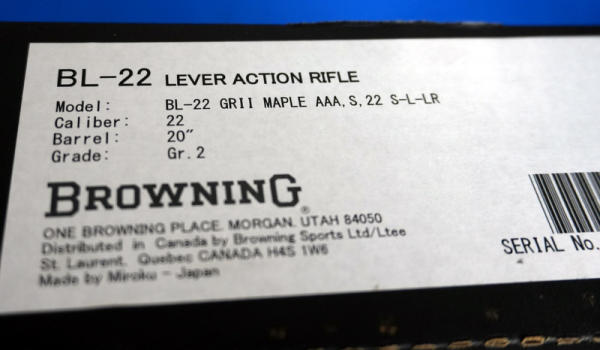 BL-22 LEVER ACTION RIFLE
Model: BL-22 GRII MAPLE AAA, S, 22 S-L-LR
Caliber: 22
Barrel: 20"
Grade: Gr. 2
BROWNING®
ONE BROWNING PLACE, MORGAN, UTAH 84050
Distributed in Canada by Browning Sports Ltd/Ltee
St. Laurent, Quebec CANADA H4S 1W6
Made by Miroku - Japan
SERIAL No.